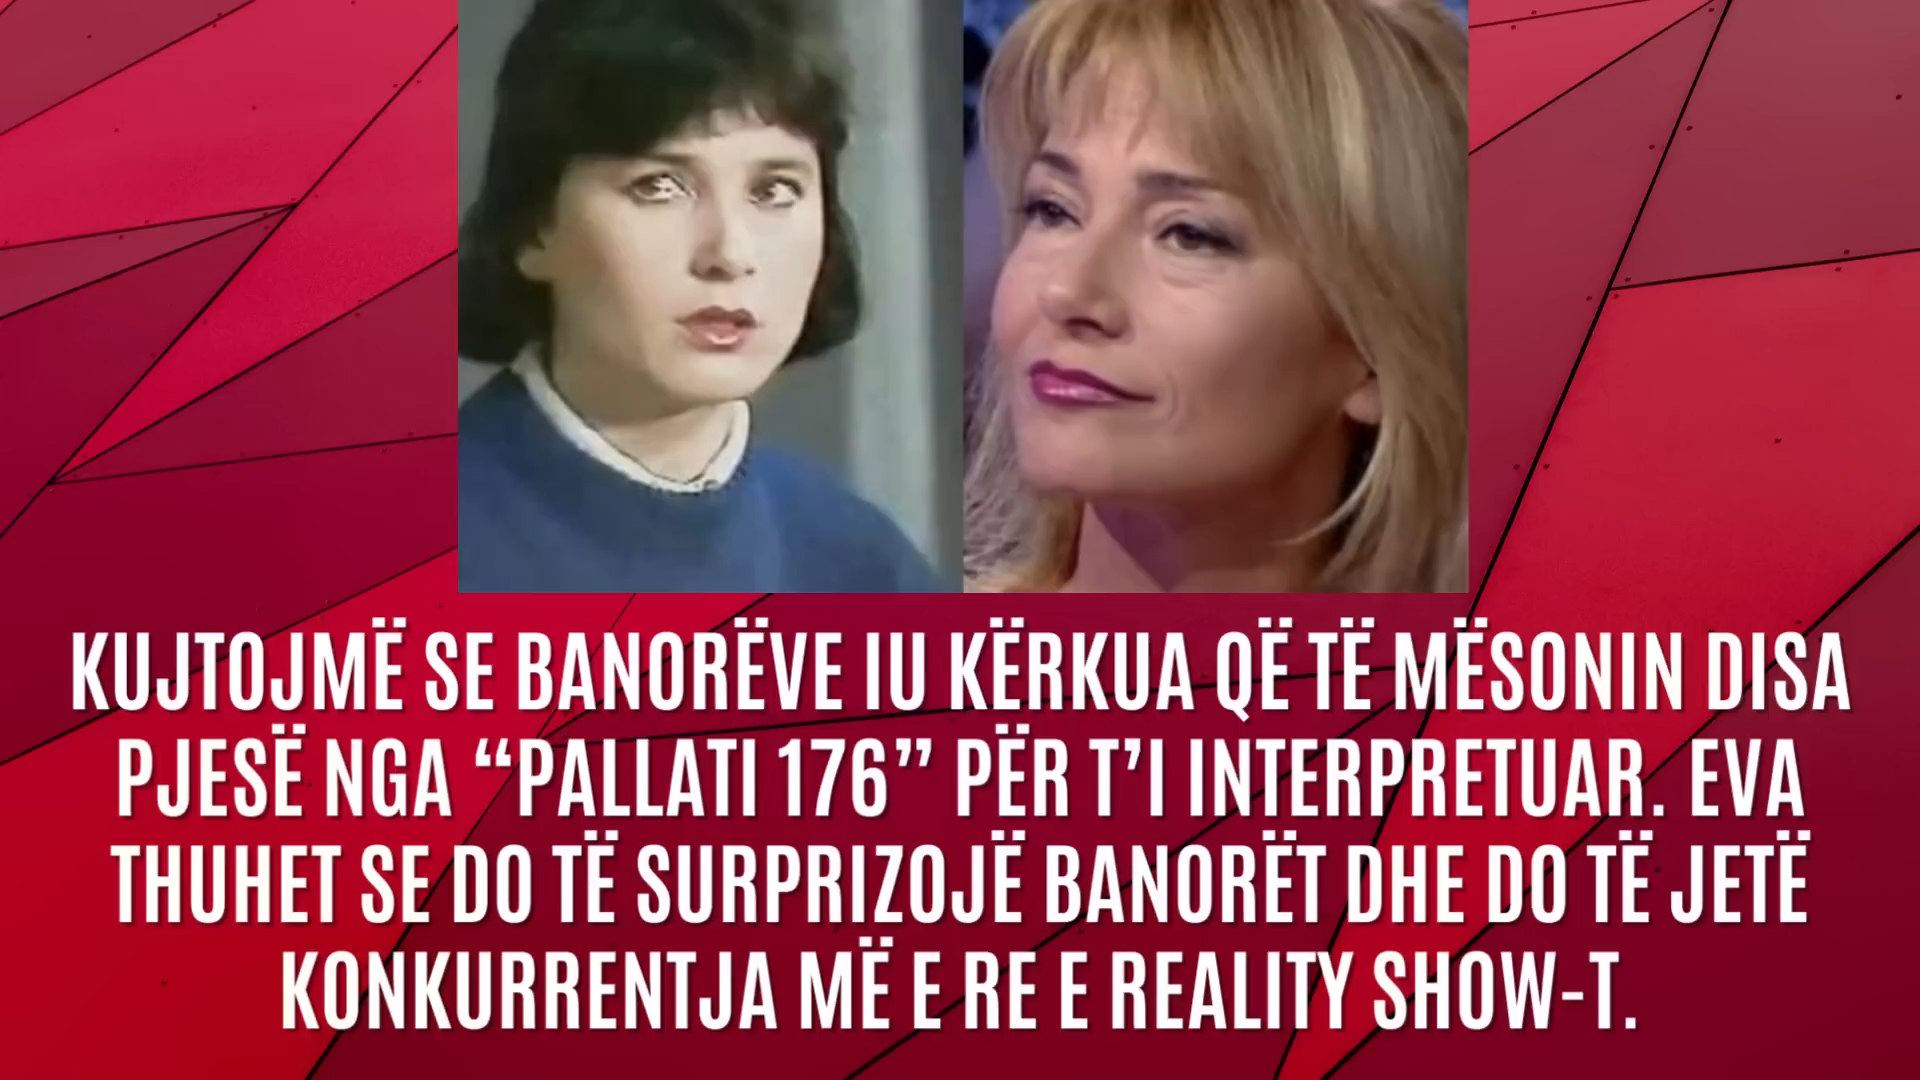 KUJTOJMË SE BANORËVE IU KËRKUA QË TË MËSONIN DISA
PJESË NGA “PALLATI 176” PËR T’I INTERPRETUAR. EVA
THUHET SE DO TË SURPRIZOJË BANORËT DHE DO TË JETË
KONKURRENTJA MË E RE E REALITY SHOW-T.